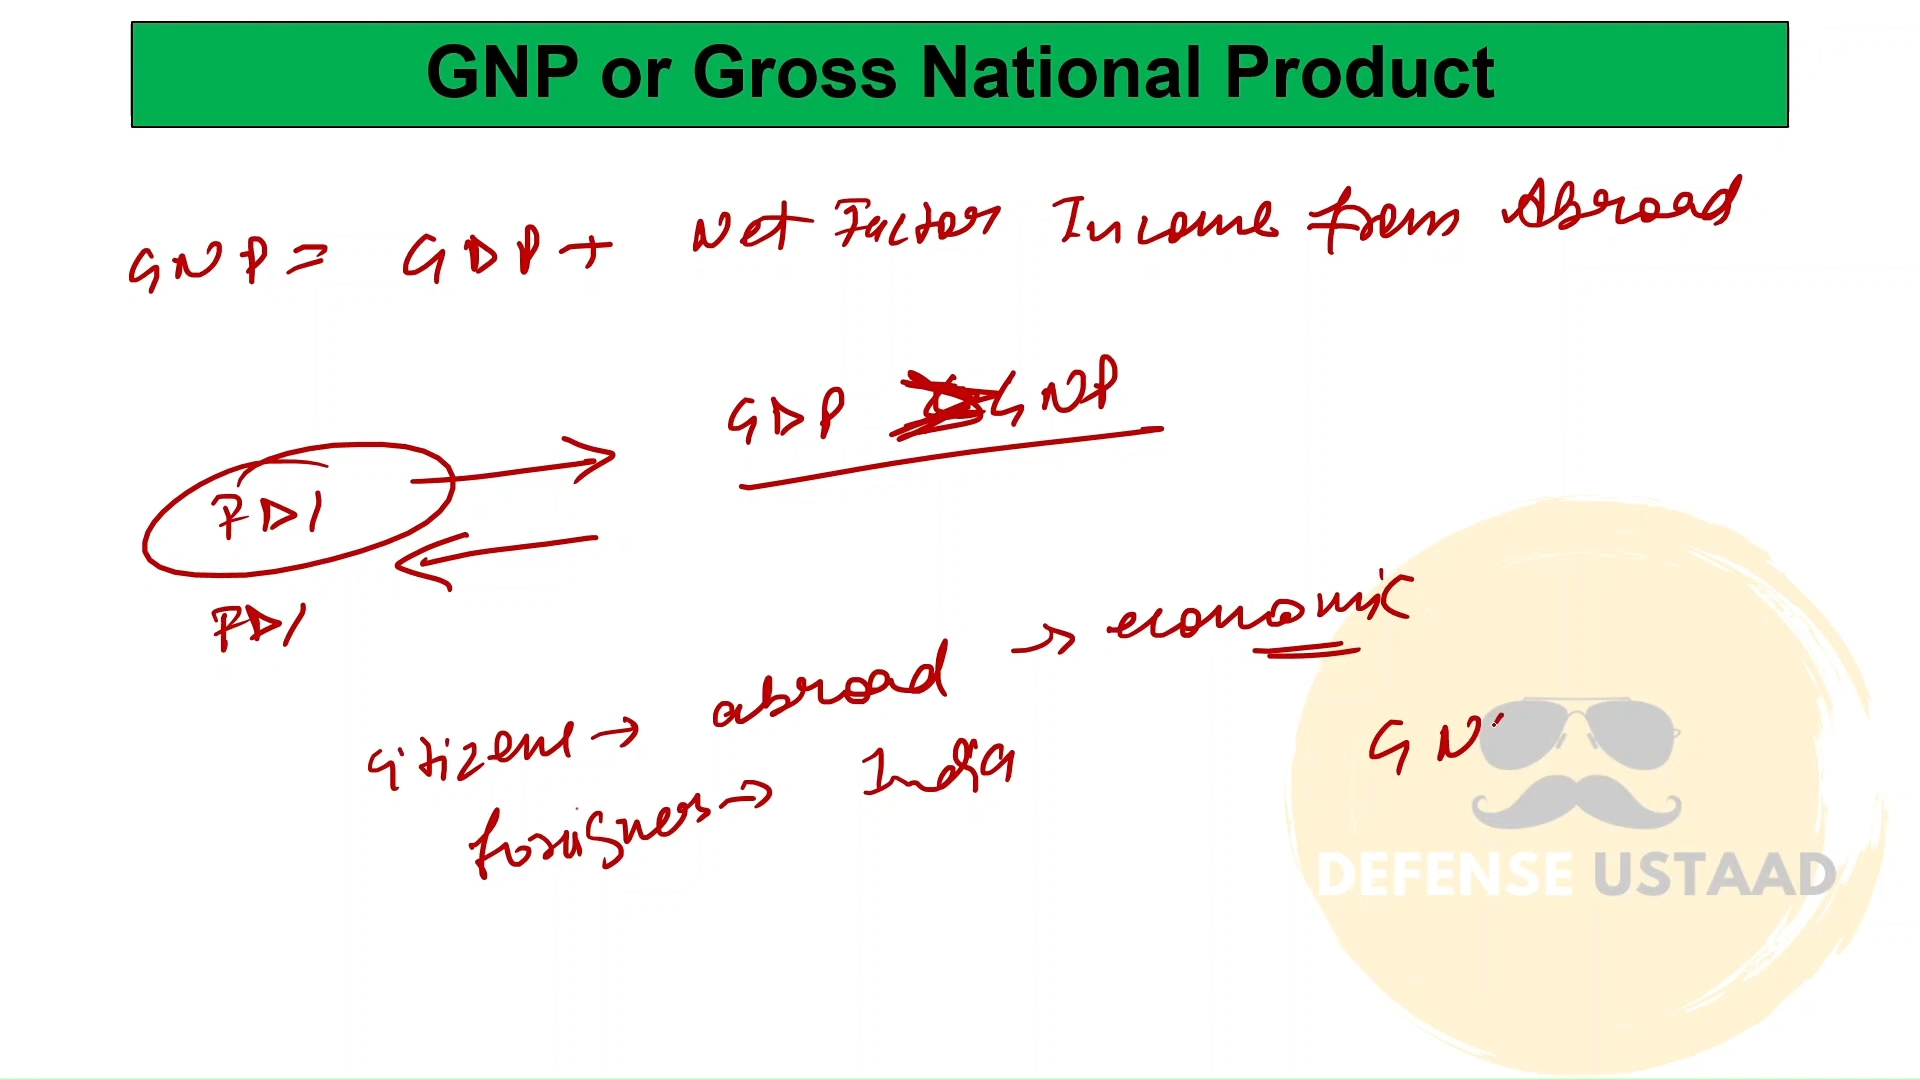 GNP or Gross National Product
GNP = GDP + Net Factor Income from Abroad
GDP GNP
FDI
FDI
citizens → abroad → economic
foreigners → India
GN
DEFENSE USTAAD